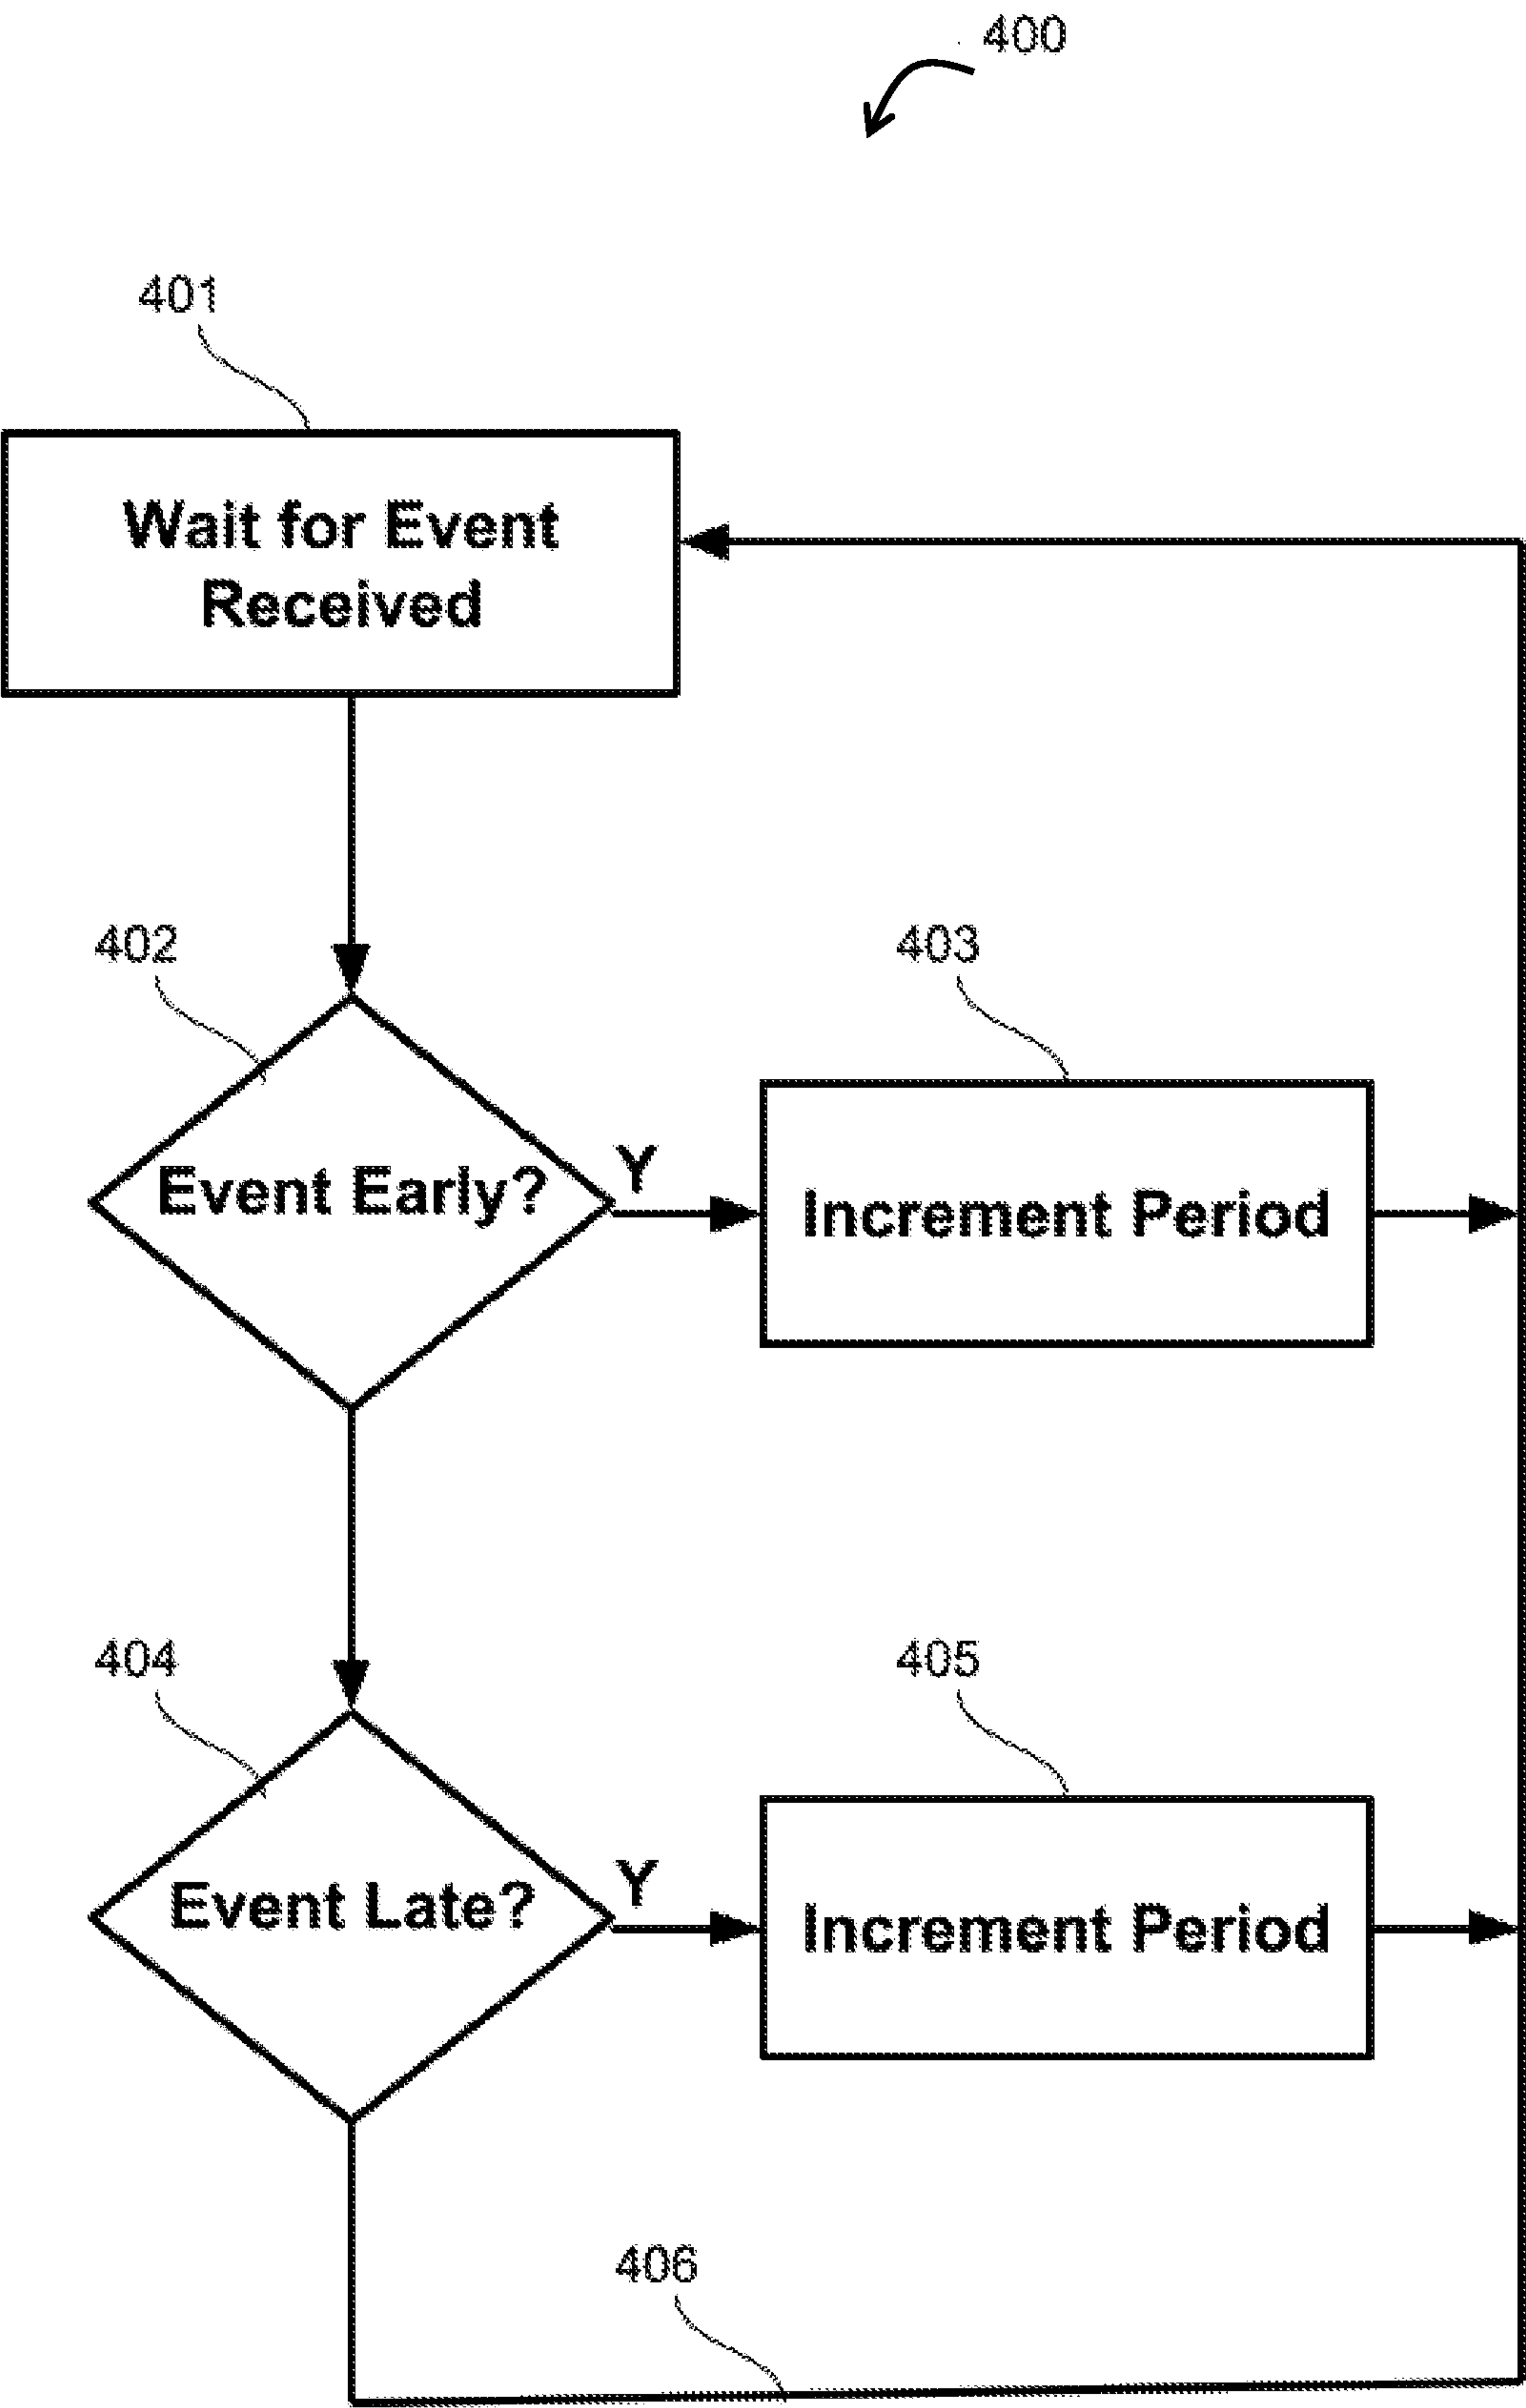 400
401
Wait for Event
Received
402
403
Event Early?
Y
Increment Period
404
405
Event Late?
Y
Increment Period
406